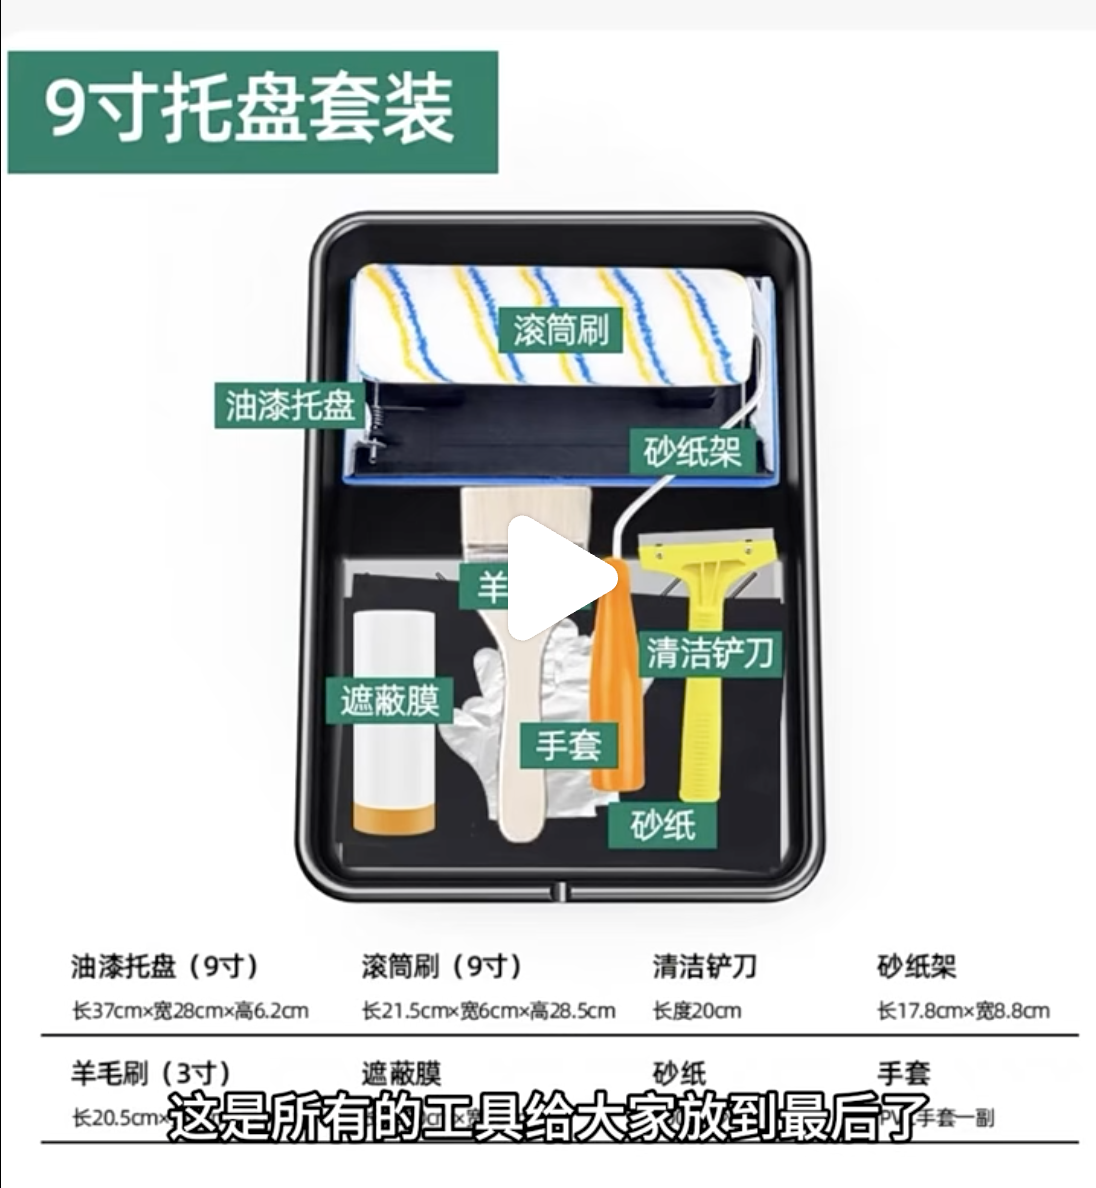 9寸托盘套装
滚筒刷
油漆托盘
砂纸架
羊
清洁铲刀
遮蔽膜
手套
砂纸
油漆托盘（9寸） 滚筒刷（9寸） 清洁铲刀 砂纸架
长37cm×宽28cm×高6.2cm 长21.5cm×宽6cm×高28.5cm 长度20cm 长17.8cm×宽8.8cm
羊毛刷（3寸） 遮蔽膜 砂纸 手套
长20.5cm× 手套一副
这是所有的工具给大家放到最后了